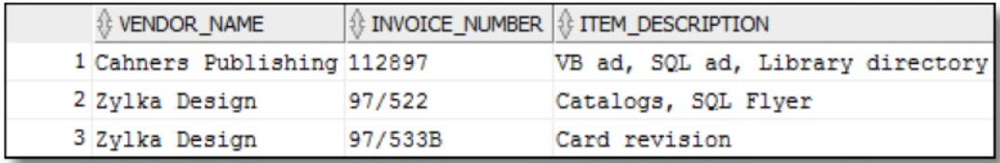 VENDOR_NAME INVOICE_NUMBER ITEM_DESCRIPTION
1 Cahners Publishing 112897 VB ad, SQL ad, Library directory
2 Zylka Design 97/522 Catalogs, SQL Flyer
3 Zylka Design 97/533B Card revision